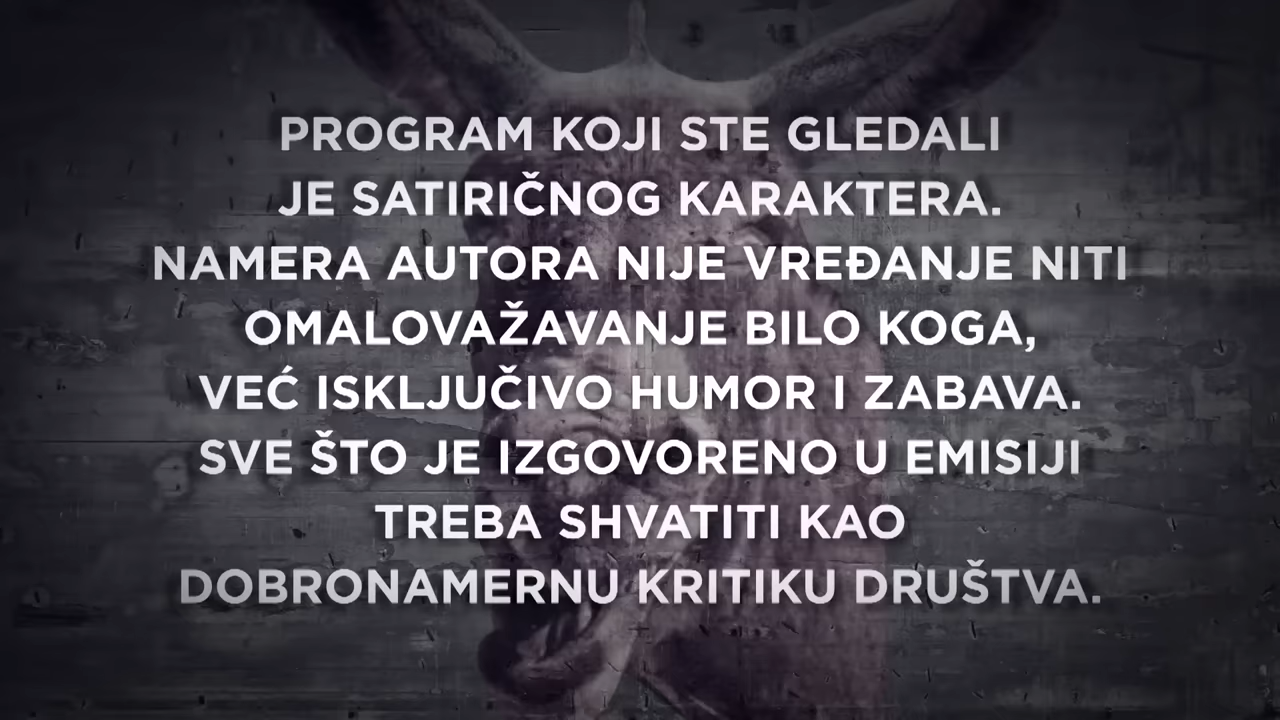 PROGRAM KOJI STE GLEDALI
JE SATIRIČNOG KARAKTERA.
NAMERA AUTORA NIJE VREĐANJE NITI
OMALOVAŽAVANJE BILO KOGA,
VEĆ ISKLJUČIVO HUMOR I ZABAVA.
SVE ŠTO JE IZGOVORENO U EMISIJI
TREBA SHVATITI KAO
DOBRONAMERNU KRITIKU DRUŠTVA.